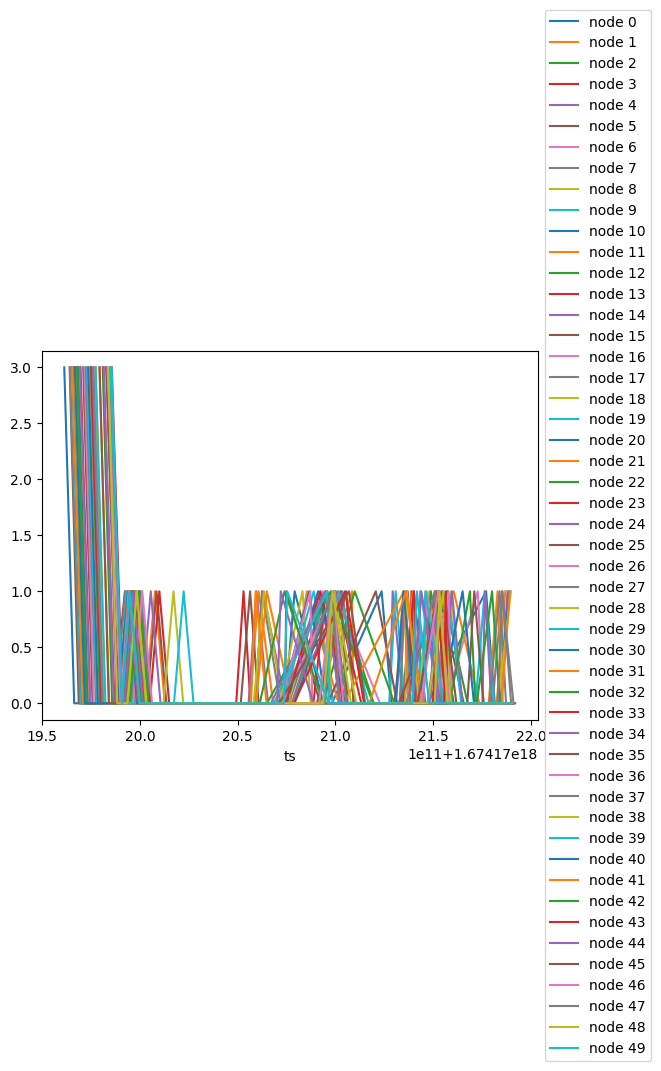 3.0
2.5
2.0
1.5
1.0
0.5
0.0
19.5 20.0 20.5 21.0 21.5 22.0
1e11+1.67417e18
ts
node 0
node 1
node 2
node 3
node 4
node 5
node 6
node 7
node 8
node 9
node 10
node 11
node 12
node 13
node 14
node 15
node 16
node 17
node 18
node 19
node 20
node 21
node 22
node 23
node 24
node 25
node 26
node 27
node 28
node 29
node 30
node 31
node 32
node 33
node 34
node 35
node 36
node 37
node 38
node 39
node 40
node 41
node 42
node 43
node 44
node 45
node 46
node 47
node 48
node 49